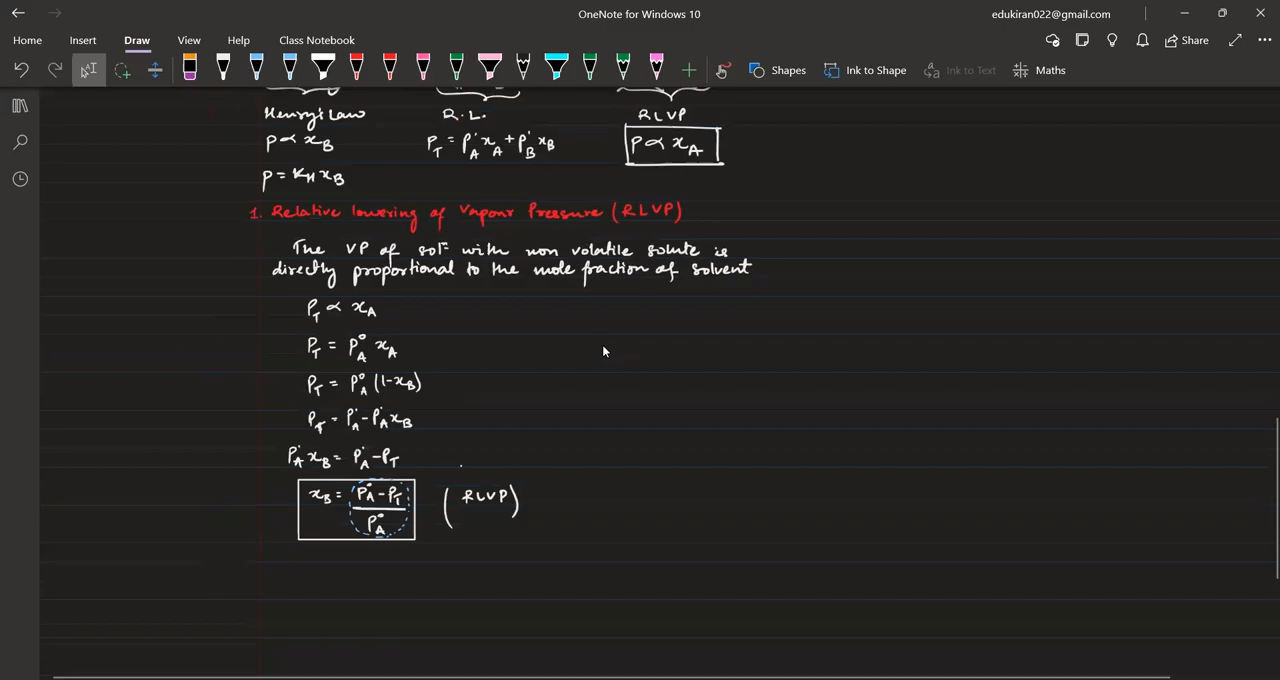 OneNote for Windows 10
edukiran022@gmail.com
Home Insert Draw View Help Class Notebook
Share
Shapes Ink to Shape Ink to Text Maths
Henry's Law R.L. RLVP
P ∝ x_B P_T = P°_A x_A + P°_B x_B P ∝ x_A
P = K_H x_B
1. Relative lowering of Vapour Pressure (RLVP)
The VP of solⁿ with non volatile solute is
directly proportional to the mole fraction of solvent
P_T ∝ x_A
P_T = P°_A x_A
P_T = P°_A (1-x_B)
P_T = P°_A - P°_A x_B
P°_A x_B = P°_A - P_T
x_B = (P°_A - P_T) / P°_A (RLVP)